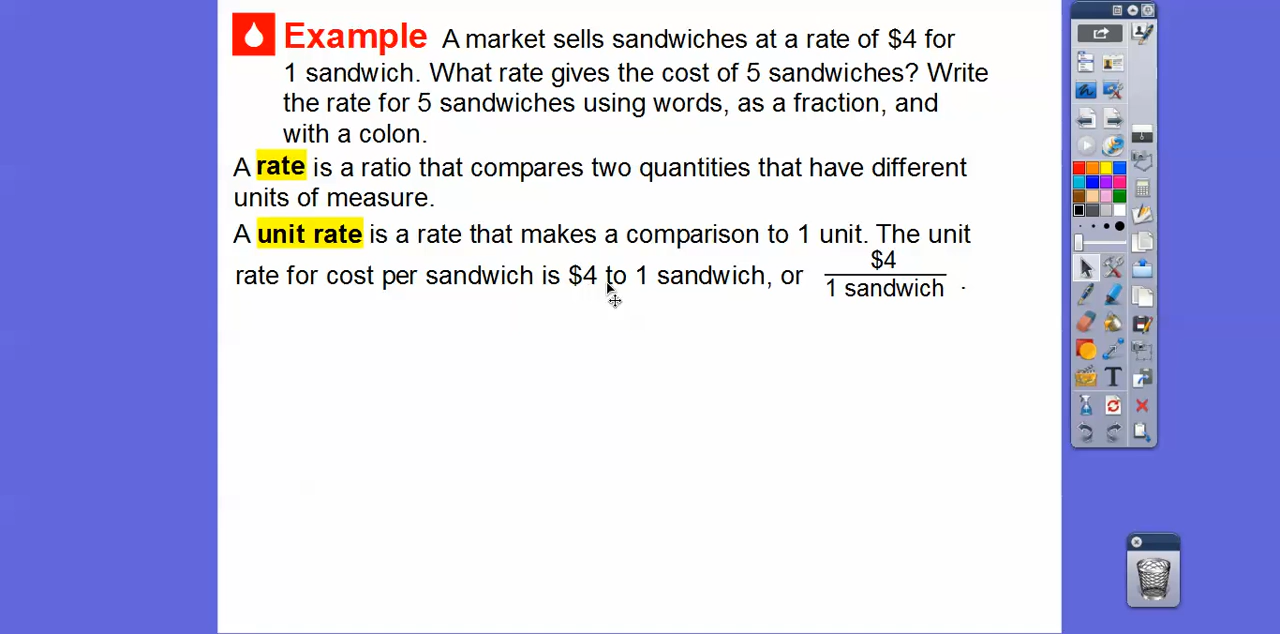 Example A market sells sandwiches at a rate of $4 for
1 sandwich. What rate gives the cost of 5 sandwiches? Write
the rate for 5 sandwiches using words, as a fraction, and
with a colon.
A rate is a ratio that compares two quantities that have different
units of measure.
A unit rate is a rate that makes a comparison to 1 unit. The unit
rate for cost per sandwich is $4 to 1 sandwich, or $4
1 sandwich .
T